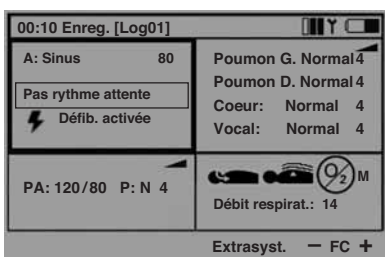 00:10 Enreg. [Log01]
A: Sinus 80
Pas rythme attente
Défib. activée
Poumon G. Normal 4
Poumon D. Normal 4
Coeur: Normal 4
Vocal: Normal 4
PA: 120/80 P: N 4
O2 M
Débit respirat.: 14
Extrasyst. − FC +